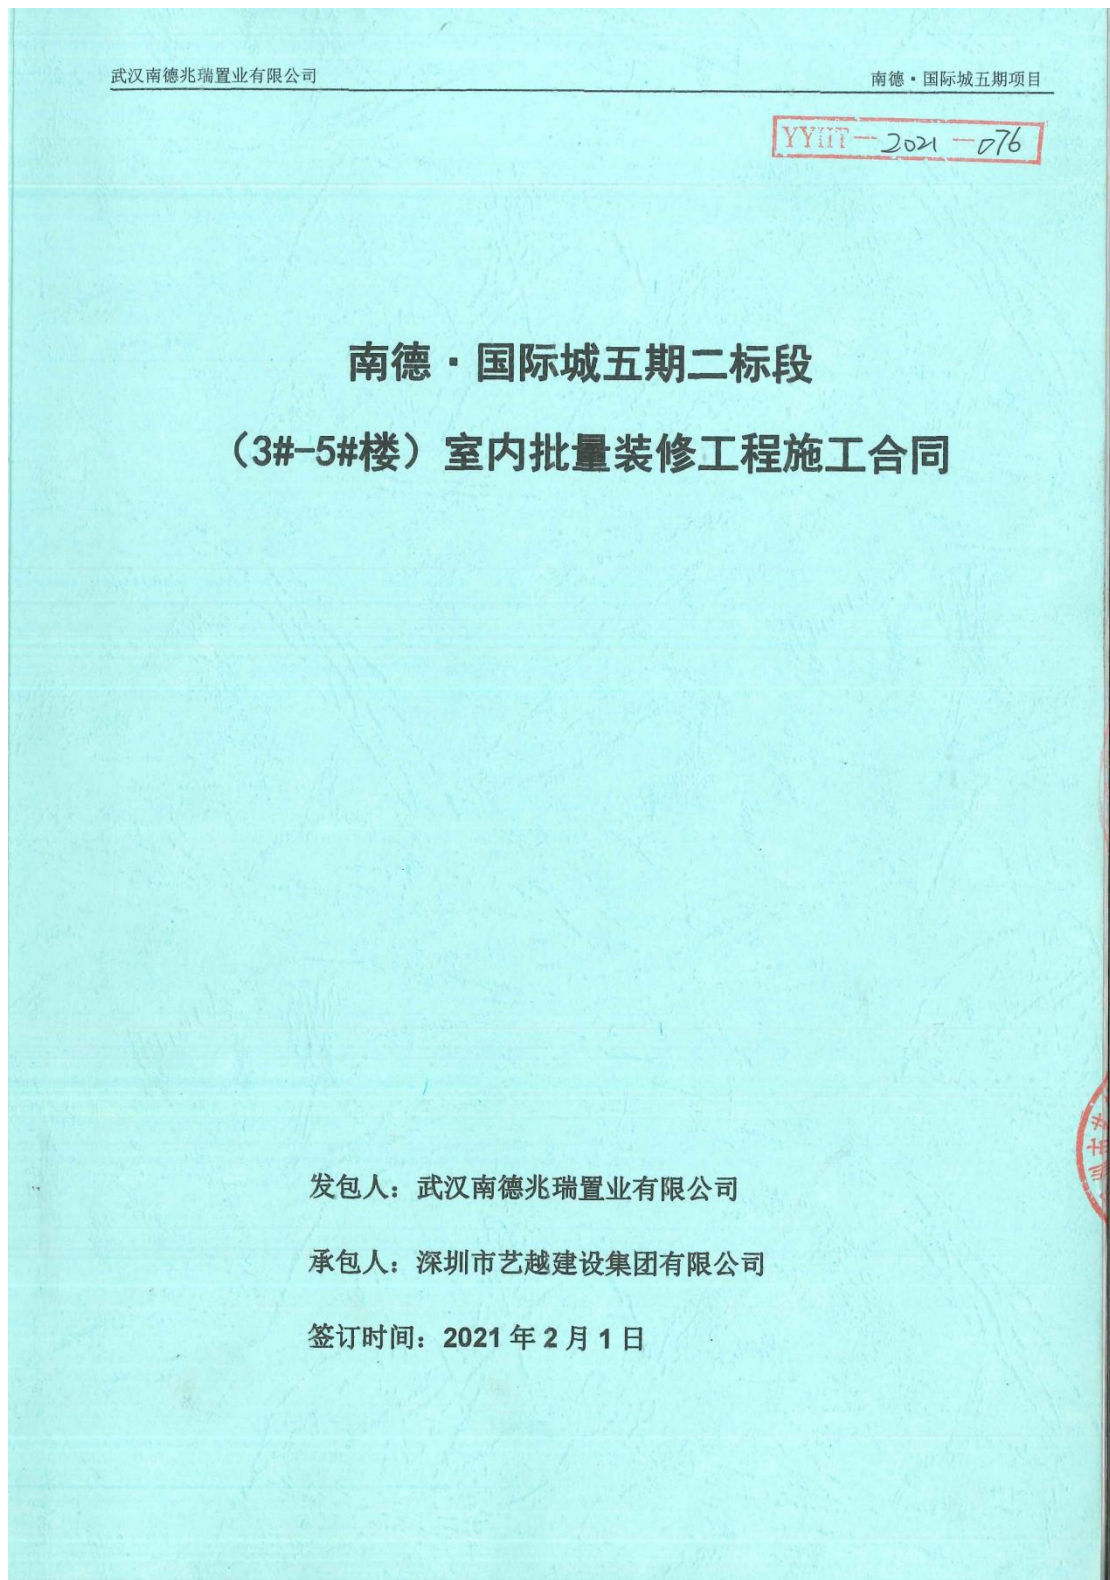 武汉南德兆瑞置业有限公司
南德·国际城五期项目
YYHT—2021—076
南德·国际城五期二标段
（3#-5#楼）室内批量装修工程施工合同
发包人：武汉南德兆瑞置业有限公司
承包人：深圳市艺越建设集团有限公司
签订时间：2021年2月1日